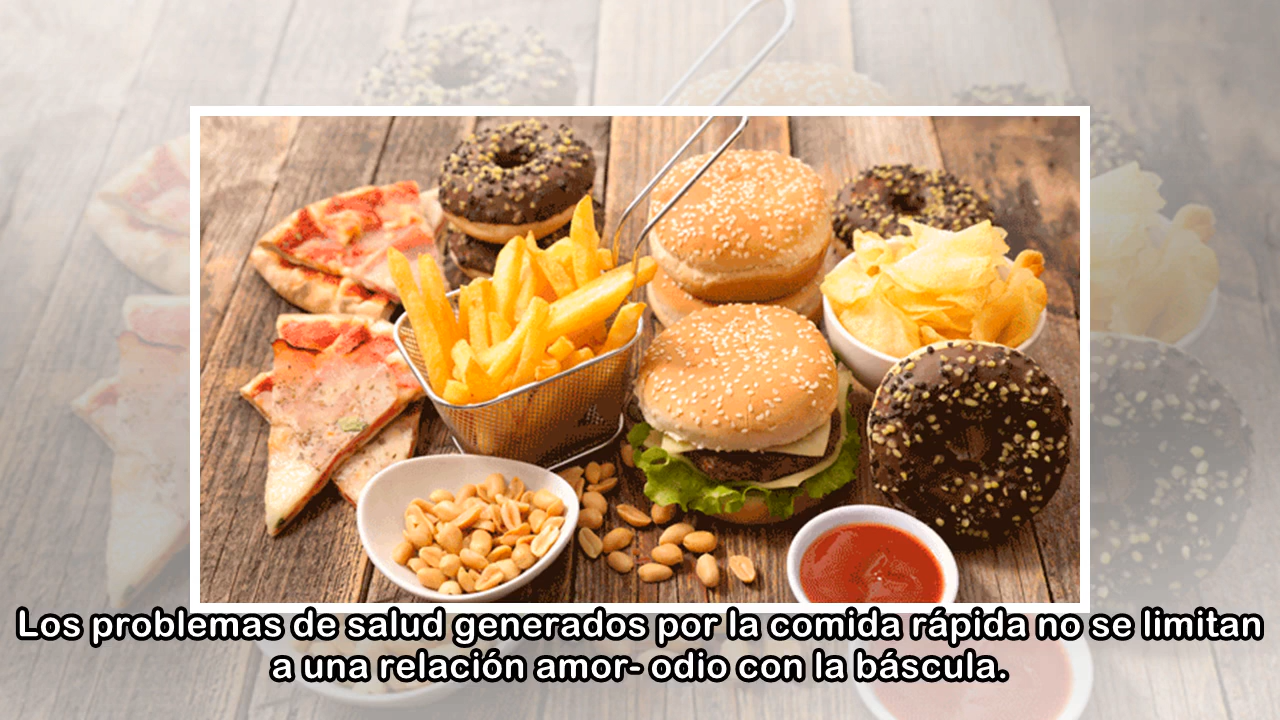 Los problemas de salud generados por la comida rápida no se limitan
a una relación amor- odio con la báscula.